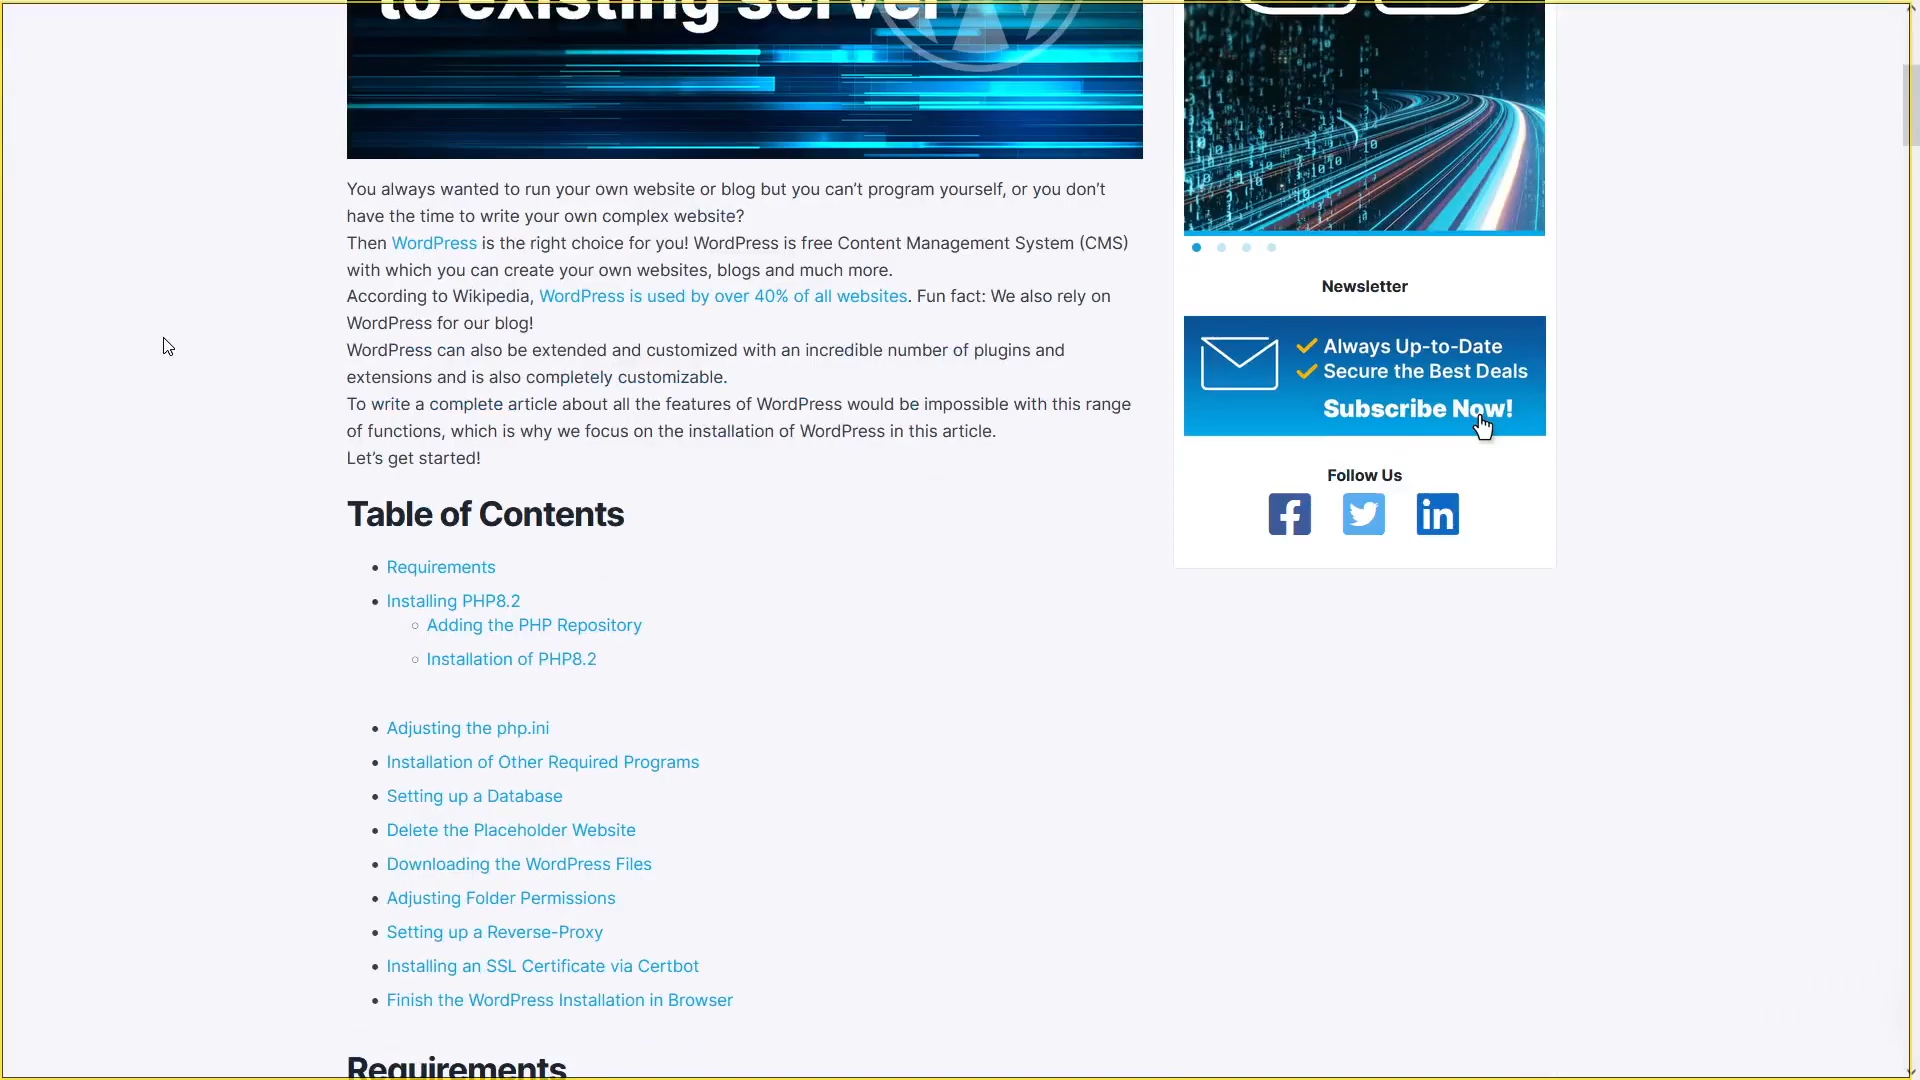 to existing server
You always wanted to run your own website or blog but you can’t program yourself, or you don’t
have the time to write your own complex website?
Then WordPress is the right choice for you! WordPress is free Content Management System (CMS)
with which you can create your own websites, blogs and much more.
According to Wikipedia, WordPress is used by over 40% of all websites. Fun fact: We also rely on
WordPress for our blog!
WordPress can also be extended and customized with an incredible number of plugins and
extensions and is also completely customizable.
To write a complete article about all the features of WordPress would be impossible with this range
of functions, which is why we focus on the installation of WordPress in this article.
Let’s get started!
Table of Contents
• Requirements
• Installing PHP8.2
◦ Adding the PHP Repository
◦ Installation of PHP8.2
• Adjusting the php.ini
• Installation of Other Required Programs
• Setting up a Database
• Delete the Placeholder Website
• Downloading the WordPress Files
• Adjusting Folder Permissions
• Setting up a Reverse-Proxy
• Installing an SSL Certificate via Certbot
• Finish the WordPress Installation in Browser
Requirements
Newsletter
Always Up-to-Date
Secure the Best Deals
Subscribe Now!
Follow Us